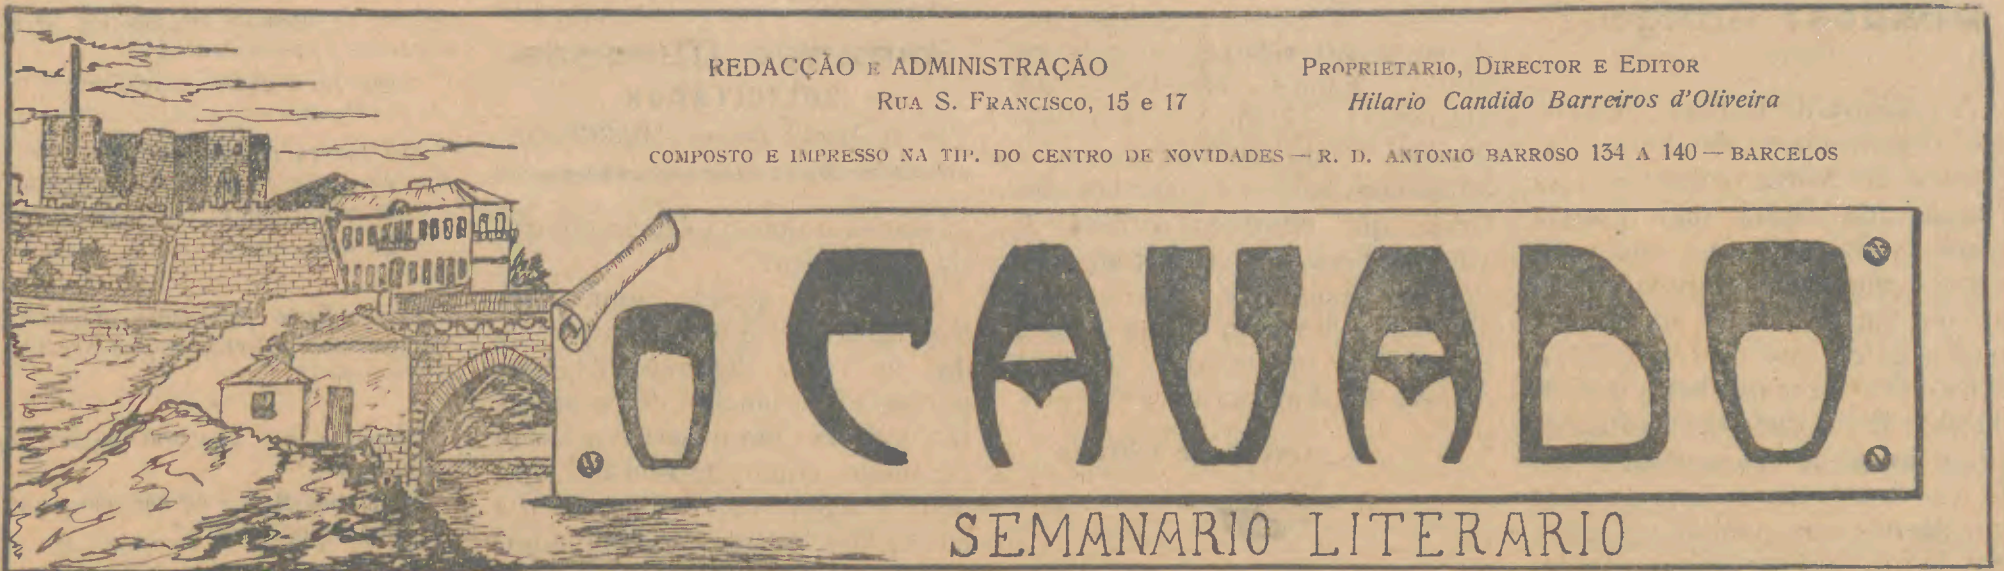 REDACÇÃO E ADMINISTRAÇÃO
RUA S. FRANCISCO, 15 e 17
PROPRIETARIO, DIRECTOR E EDITOR
Hilario Candido Barreiros d'Oliveira
COMPOSTO E IMPRESSO NA TIP. DO CENTRO DE NOVIDADES — R. D. ANTONIO BARROSO 134 A 140 — BARCELOS
O CAVADO
SEMANARIO LITERARIO